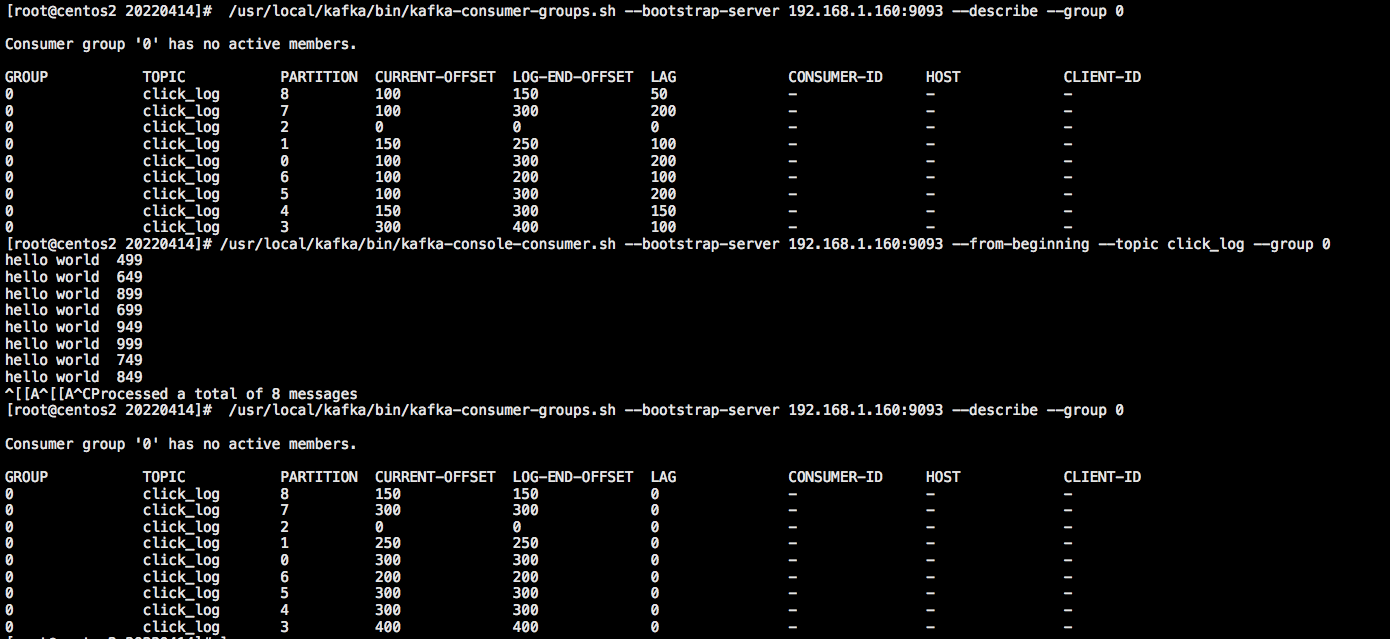 [root@centos2 20220414]#  /usr/local/kafka/bin/kafka-consumer-groups.sh --bootstrap-server 192.168.1.160:9093 --describe --group 0
Consumer group '0' has no active members.
GROUP TOPIC PARTITION CURRENT-OFFSET LOG-END-OFFSET LAG CONSUMER-ID HOST CLIENT-ID
0 click_log 8 100 150 50 - - -
0 click_log 7 100 300 200 - - -
0 click_log 2 0 0 0 - - -
0 click_log 1 150 250 100 - - -
0 click_log 0 100 300 200 - - -
0 click_log 6 100 200 100 - - -
0 click_log 5 100 300 200 - - -
0 click_log 4 150 300 150 - - -
0 click_log 3 300 400 100 - - -
[root@centos2 20220414]# /usr/local/kafka/bin/kafka-console-consumer.sh --bootstrap-server 192.168.1.160:9093 --from-beginning --topic click_log --group 0
hello world  499
hello world  649
hello world  899
hello world  699
hello world  949
hello world  999
hello world  749
hello world  849
^[[A^[[A^CProcessed a total of 8 messages
[root@centos2 20220414]#  /usr/local/kafka/bin/kafka-consumer-groups.sh --bootstrap-server 192.168.1.160:9093 --describe --group 0
Consumer group '0' has no active members.
GROUP TOPIC PARTITION CURRENT-OFFSET LOG-END-OFFSET LAG CONSUMER-ID HOST CLIENT-ID
0 click_log 8 150 150 0 - - -
0 click_log 7 300 300 0 - - -
0 click_log 2 0 0 0 - - -
0 click_log 1 250 250 0 - - -
0 click_log 0 300 300 0 - - -
0 click_log 6 200 200 0 - - -
0 click_log 5 300 300 0 - - -
0 click_log 4 300 300 0 - - -
0 click_log 3 400 400 0 - - -